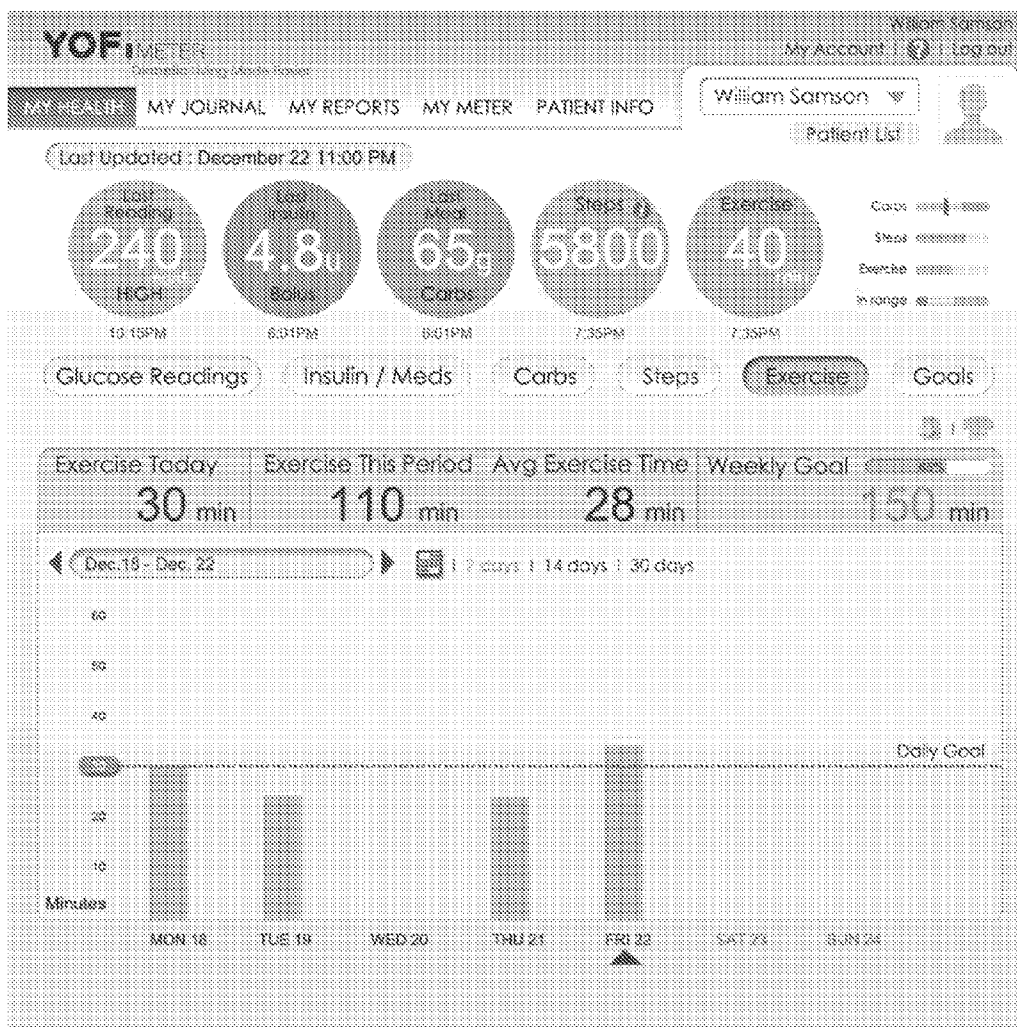 William Samson
YOFiMETER
My Account | ? | Log out
Diabetic Living Made Easier
MY HEALTH MY JOURNAL MY REPORTS MY METER PATIENT INFO
William Samson
Patient List
Last Updated : December 22 11:00 PM
Last Reading 240 HIGH
Last Insulin 4.8u Bolus
Last Meal 65g Carbs
Steps 5800
Exercise 40
Carbs
Steps
Exercise
In range
10:15PM 6:01PM 6:01PM 7:35PM 7:35PM
Glucose Readings Insulin / Meds Carbs Steps Exercise Goals
Exercise Today Exercise This Period Avg Exercise Time Weekly Goal
30 min 110 min 28 min 150 min
Dec.18 - Dec. 22 | 7 days | 14 days | 30 days
60
50
40
Daily Goal
30
20
10
Minutes
MON 18 TUE 19 WED 20 THU 21 FRI 22 SAT 23 SUN 24